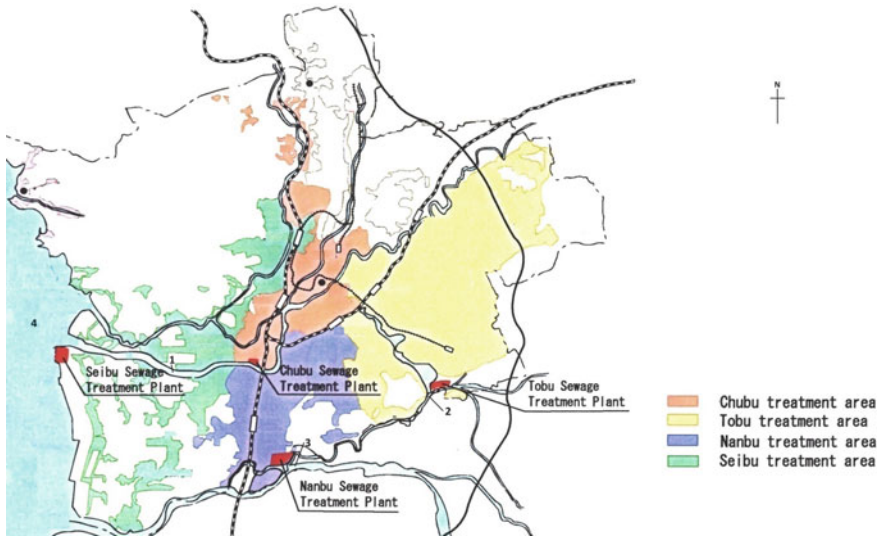 N
4
1
Seibu Sewage
Treatment Plant
Chubu Sewage
Treatment Plant
Tobu Sewage
Treatment Plant
2
3
Nanbu Sewage
Treatment Plant
Chubu treatment area
Tobu treatment area
Nanbu treatment area
Seibu treatment area